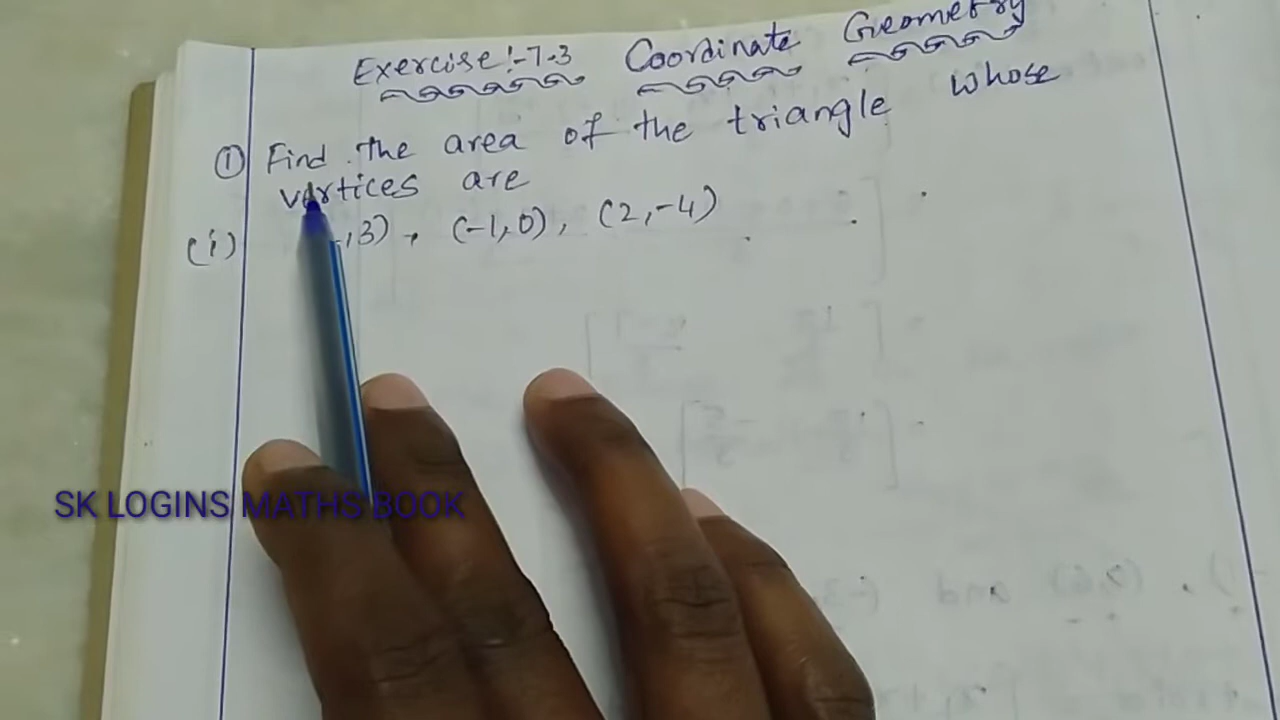 Exercise:-7.3 Coordinate Geometry
① Find the area of the triangle whose
vertices are
(i) ,3), (-1,0), (2,-4)
SK LOGINS MATHS BOOK